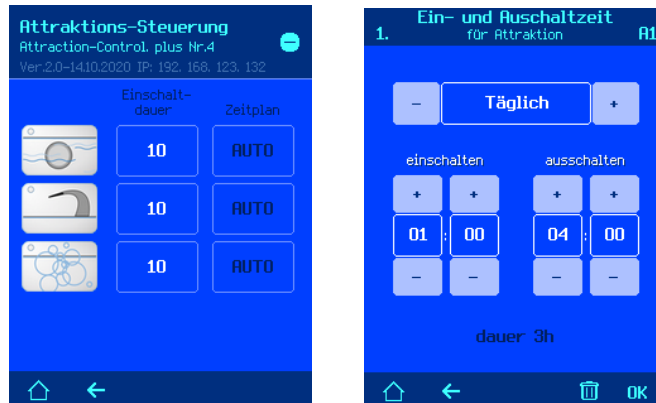 Attraktions-Steuerung
Attraction-Control. plus Nr.4
Ver.2.0-14.10.2020 IP: 192. 168. 123. 132
Einschalt-
dauer
Zeitplan
10
AUTO
10
AUTO
10
AUTO
Ein- und Auschaltzeit
1.
für Attraktion
A1
-
Täglich
+
einschalten
ausschalten
+ + + +
01 : 00 04 : 00
- - - -
dauer 3h
OK